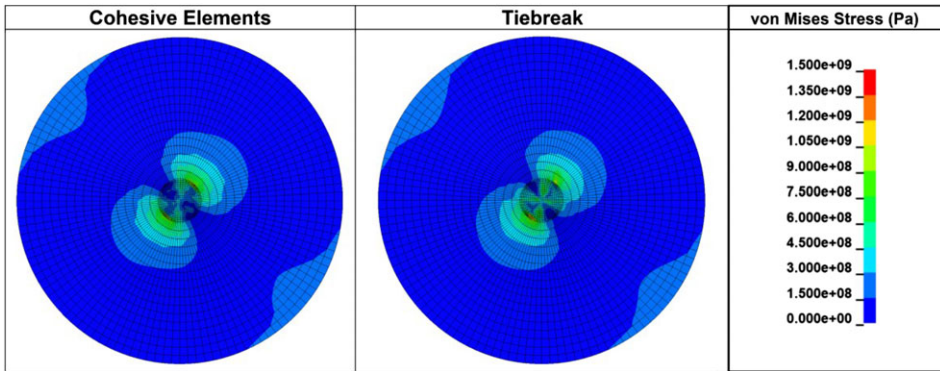 Cohesive Elements
Tiebreak
von Mises Stress (Pa)
1.500e+09
1.350e+09
1.200e+09
1.050e+09
9.000e+08
7.500e+08
6.000e+08
4.500e+08
3.000e+08
1.500e+08
0.000e+00